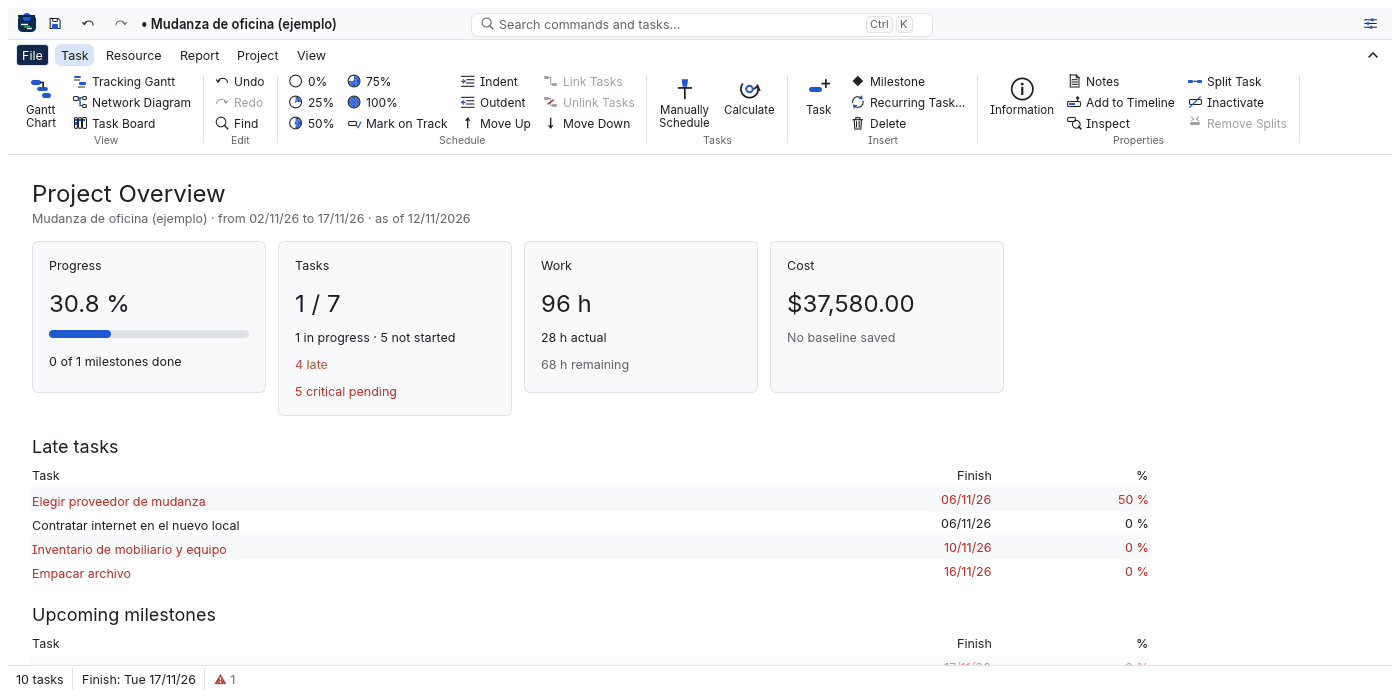 • Mudanza de oficina (ejemplo)
Search commands and tasks... Ctrl K
File Task Resource Report Project View
Gantt Chart
Tracking Gantt
Network Diagram
Task Board
View
Undo
Redo
Find
Edit
0% 75% Indent Link Tasks
25% 100% Outdent Unlink Tasks
50% Mark on Track Move Up Move Down
Schedule
Manually Schedule
Calculate
Tasks
Task
Milestone
Recurring Task...
Delete
Insert
Information
Notes Split Task
Add to Timeline Inactivate
Inspect Remove Splits
Properties
Project Overview
Mudanza de oficina (ejemplo) · from 02/11/26 to 17/11/26 · as of 12/11/2026
Progress
30.8 %
0 of 1 milestones done
Tasks
1 / 7
1 in progress · 5 not started
4 late
5 critical pending
Work
96 h
28 h actual
68 h remaining
Cost
$37,580.00
No baseline saved
Late tasks
Task Finish %
Elegir proveedor de mudanza 06/11/26 50 %
Contratar internet en el nuevo local 06/11/26 0 %
Inventario de mobiliario y equipo 10/11/26 0 %
Empacar archivo 16/11/26 0 %
Upcoming milestones
Task Finish %
10 tasks Finish: Tue 17/11/26 1